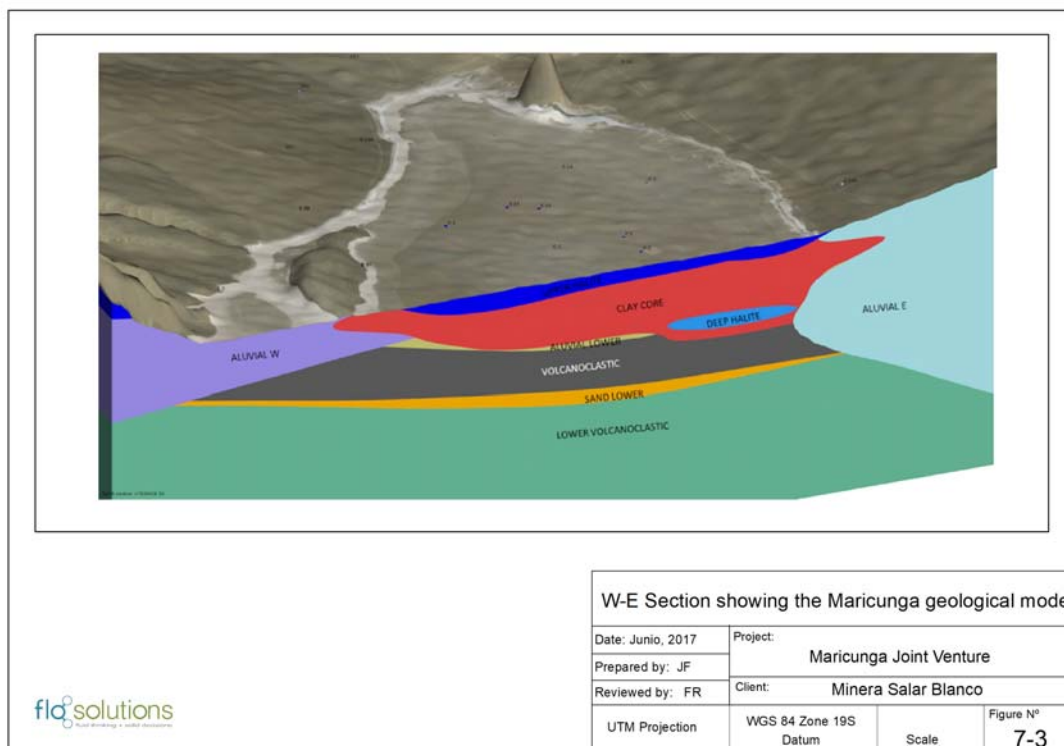 ALUVIAL W
CLAY CORE
DEEP HALITE
ALUVIAL E
ALUVIAL LOWER
VOLCANOCLASTIC
SAND LOWER
LOWER VOLCANOCLASTIC
W-E Section showing the Maricunga geological mode
Date: Junio, 2017
Project:
Maricunga Joint Venture
Prepared by: JF
Reviewed by: FR
Client:
Minera Salar Blanco
UTM Projection
WGS 84 Zone 19S
Datum
Scale
Figure Nº
7-3
flo solutions